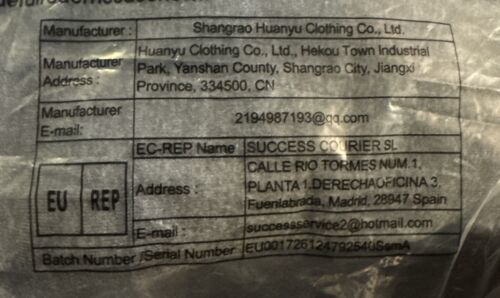 Manufacturer : Shangrao Huanyu Clothing Co., Ltd.
Manufacturer Address : Huanyu Clothing Co., Ltd., Hekou Town Industrial
Park, Yanshan County, Shangrao City, Jiangxi
Province, 334500, CN
Manufacturer E-mail: 2194987193@qq.com
EU REP
EC-REP Name SUCCESS COURIER SL
Address : CALLE RIO TORMES NUM.1,
PLANTA 1,DERECHAOFICINA 3,
Fuenlabrada, Madrid, 28947 Spain
E-mail : successservice2@hotmail.com
Batch Number /Serial Number EU001726124792540SsmA